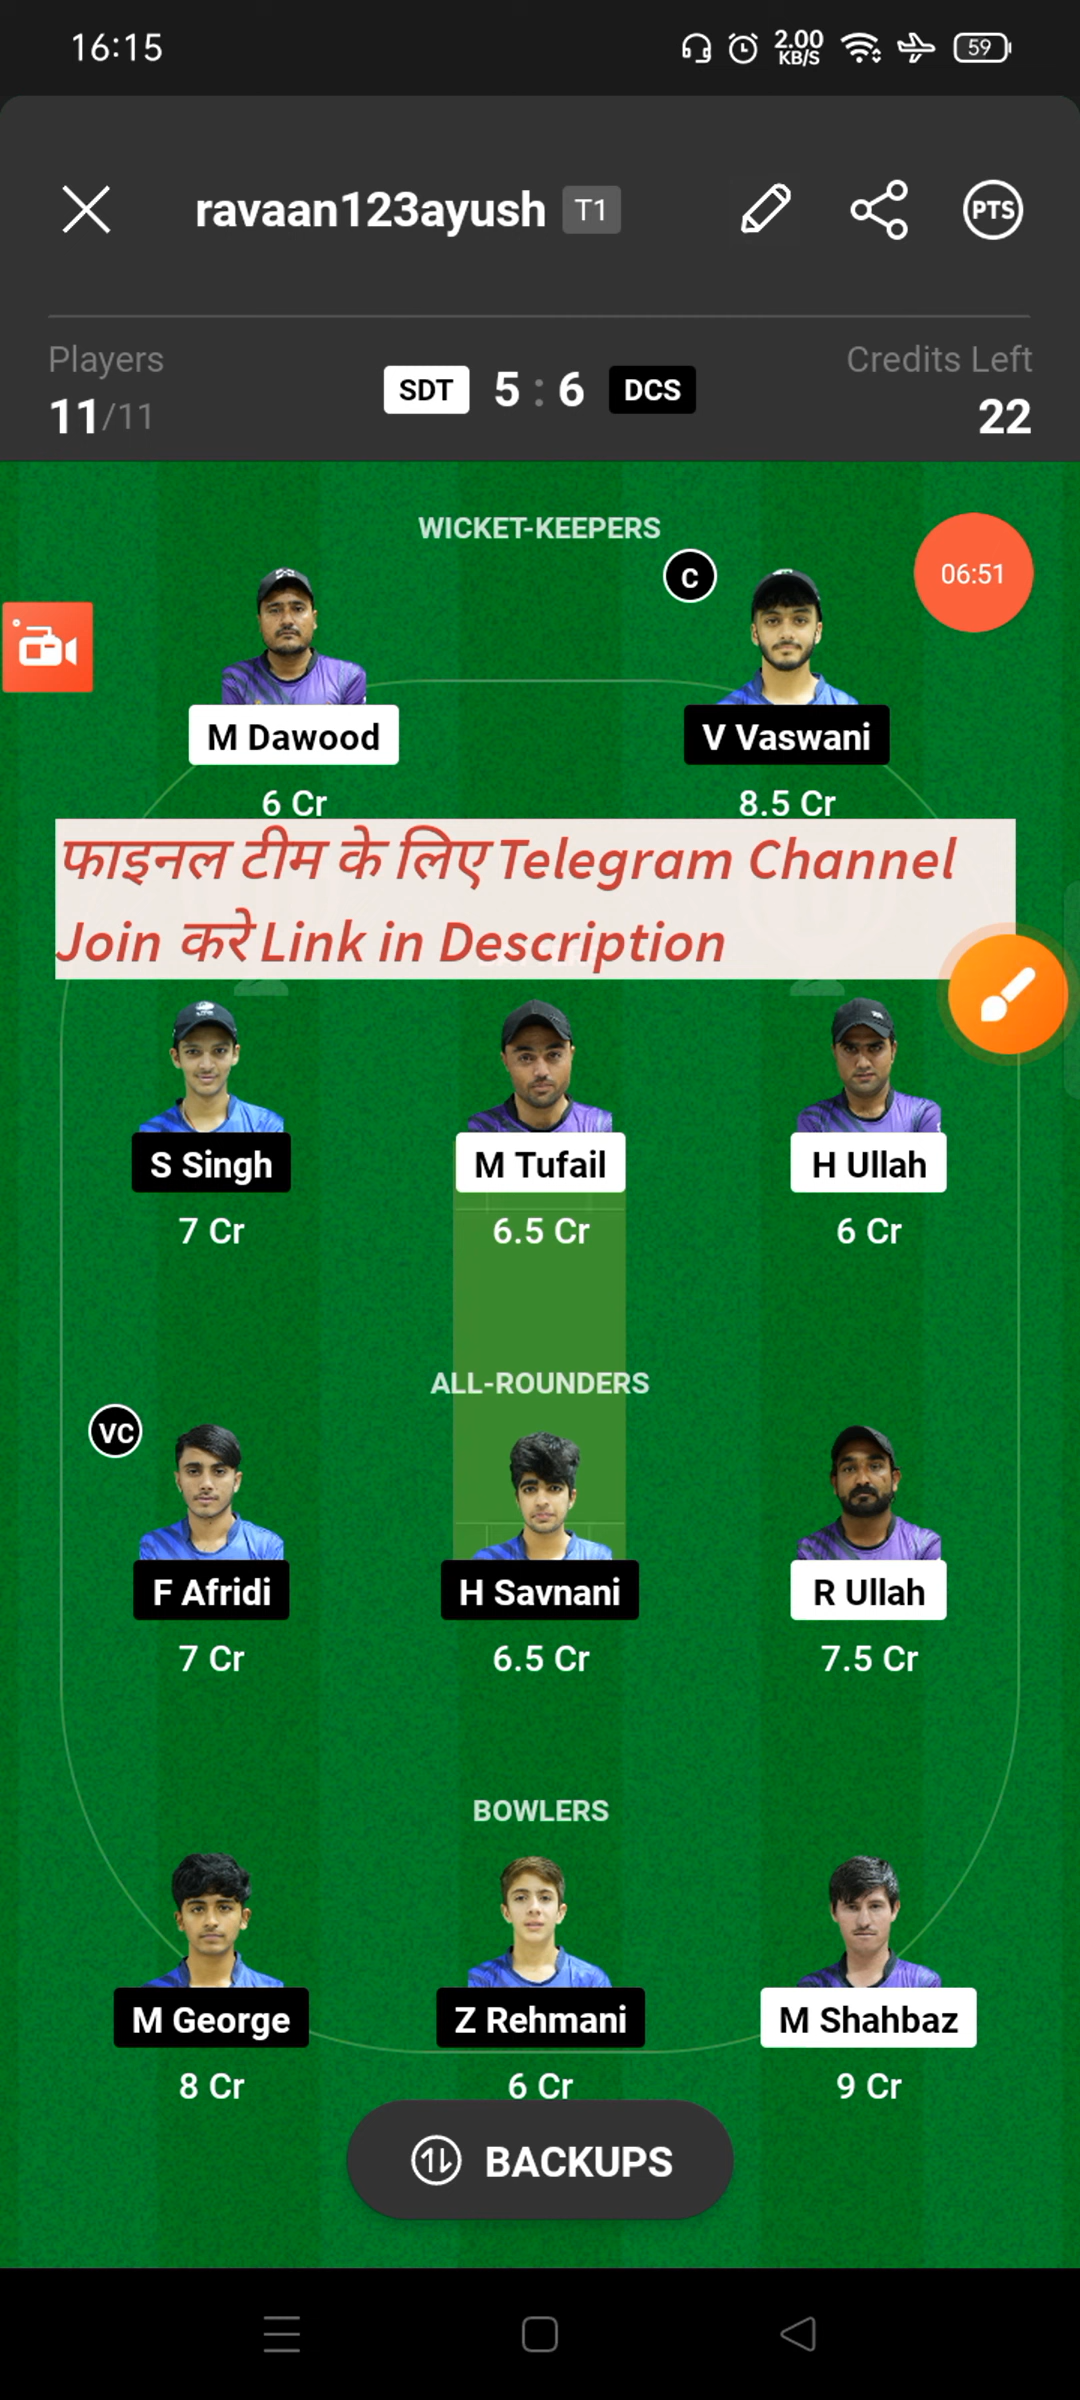 16:15
2.00
KB/S
59
ravaan123ayush T1
PTS
Players
Credits Left
11/11
SDT 5 : 6 DCS
22
WICKET-KEEPERS
C
06:51
M Dawood
V Vaswani
6 Cr
8.5 Cr
फाइनल टीम के लिए Telegram Channel
Join करे Link in Description
S Singh
M Tufail
H Ullah
7 Cr
6.5 Cr
6 Cr
ALL-ROUNDERS
VC
F Afridi
H Savnani
R Ullah
7 Cr
6.5 Cr
7.5 Cr
BOWLERS
M George
Z Rehmani
M Shahbaz
8 Cr
6 Cr
9 Cr
BACKUPS